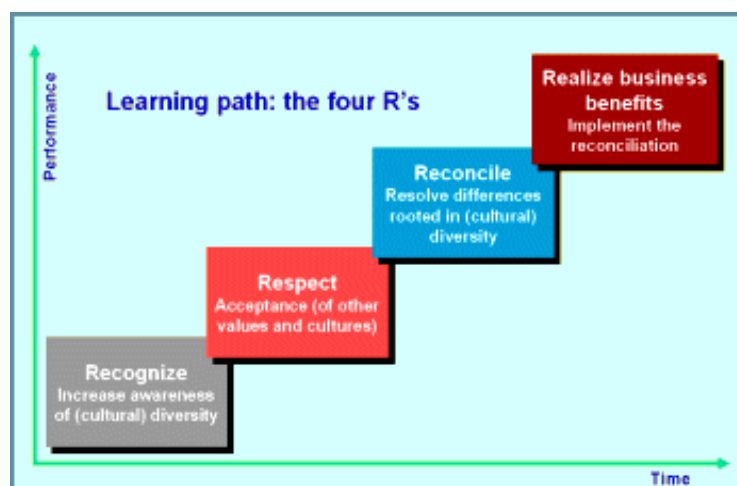 Learning path: the four R's
Performance
Realize business
benefits
Implement the
reconciliation
Reconcile
Resolve differences
rooted in (cultural)
diversity
Respect
Acceptance (of other
values and cultures)
Recognize
Increase awareness
of (cultural) diversity
Time